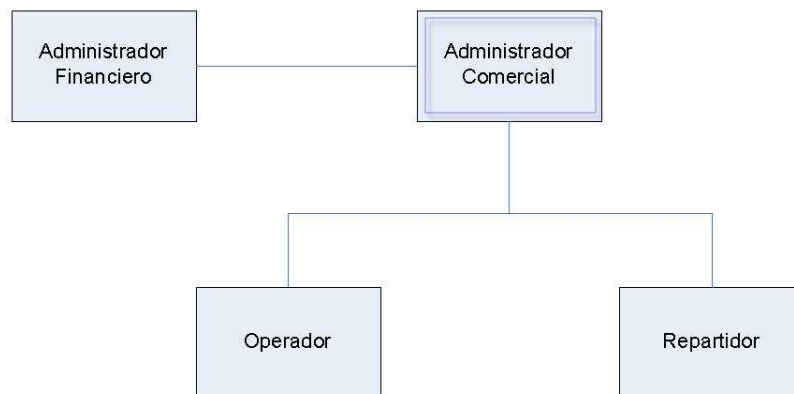 Administrador
Financiero
Administrador
Comercial
Operador
Repartidor